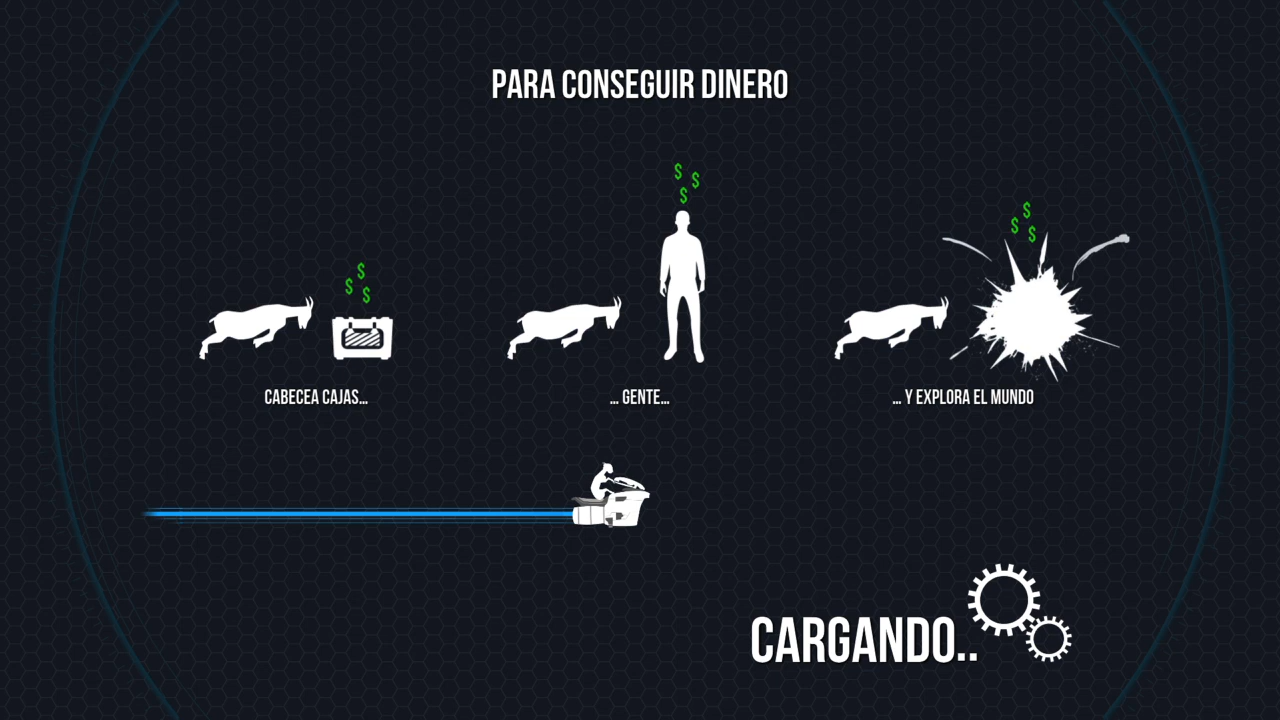 PARA CONSEGUIR DINERO
$ $ $
$ $ $
$ $ $
CABECEA CAJAS...
... GENTE...
... Y EXPLORA EL MUNDO
CARGANDO..